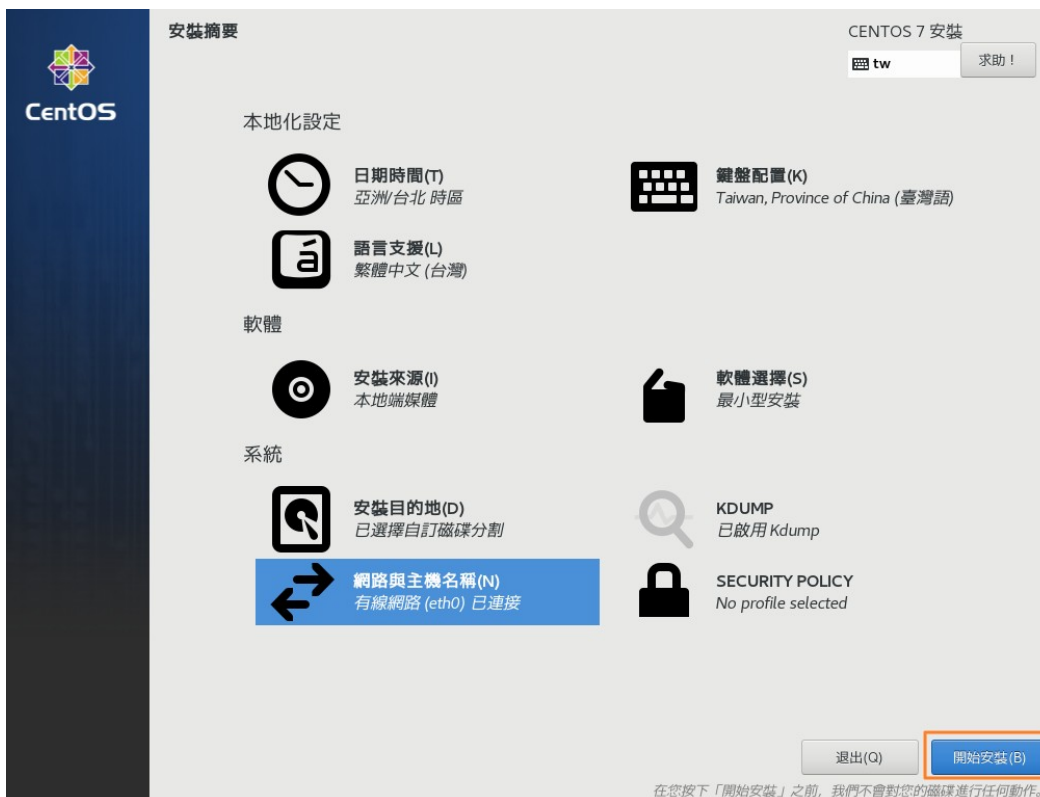 安裝摘要
CENTOS 7 安裝
tw
求助！
CentOS
本地化設定
日期時間(T)
亞洲/台北 時區
鍵盤配置(K)
Taiwan, Province of China (臺灣語)
á
語言支援(L)
繁體中文 (台灣)
軟體
安裝來源(I)
本地端媒體
軟體選擇(S)
最小型安裝
系統
安裝目的地(D)
已選擇自訂磁碟分割
KDUMP
已啟用 Kdump
網路與主機名稱(N)
有線網路 (eth0) 已連接
SECURITY POLICY
No profile selected
退出(Q)
開始安裝(B)
在您按下「開始安裝」之前，我們不會對您的磁碟進行任何動作。